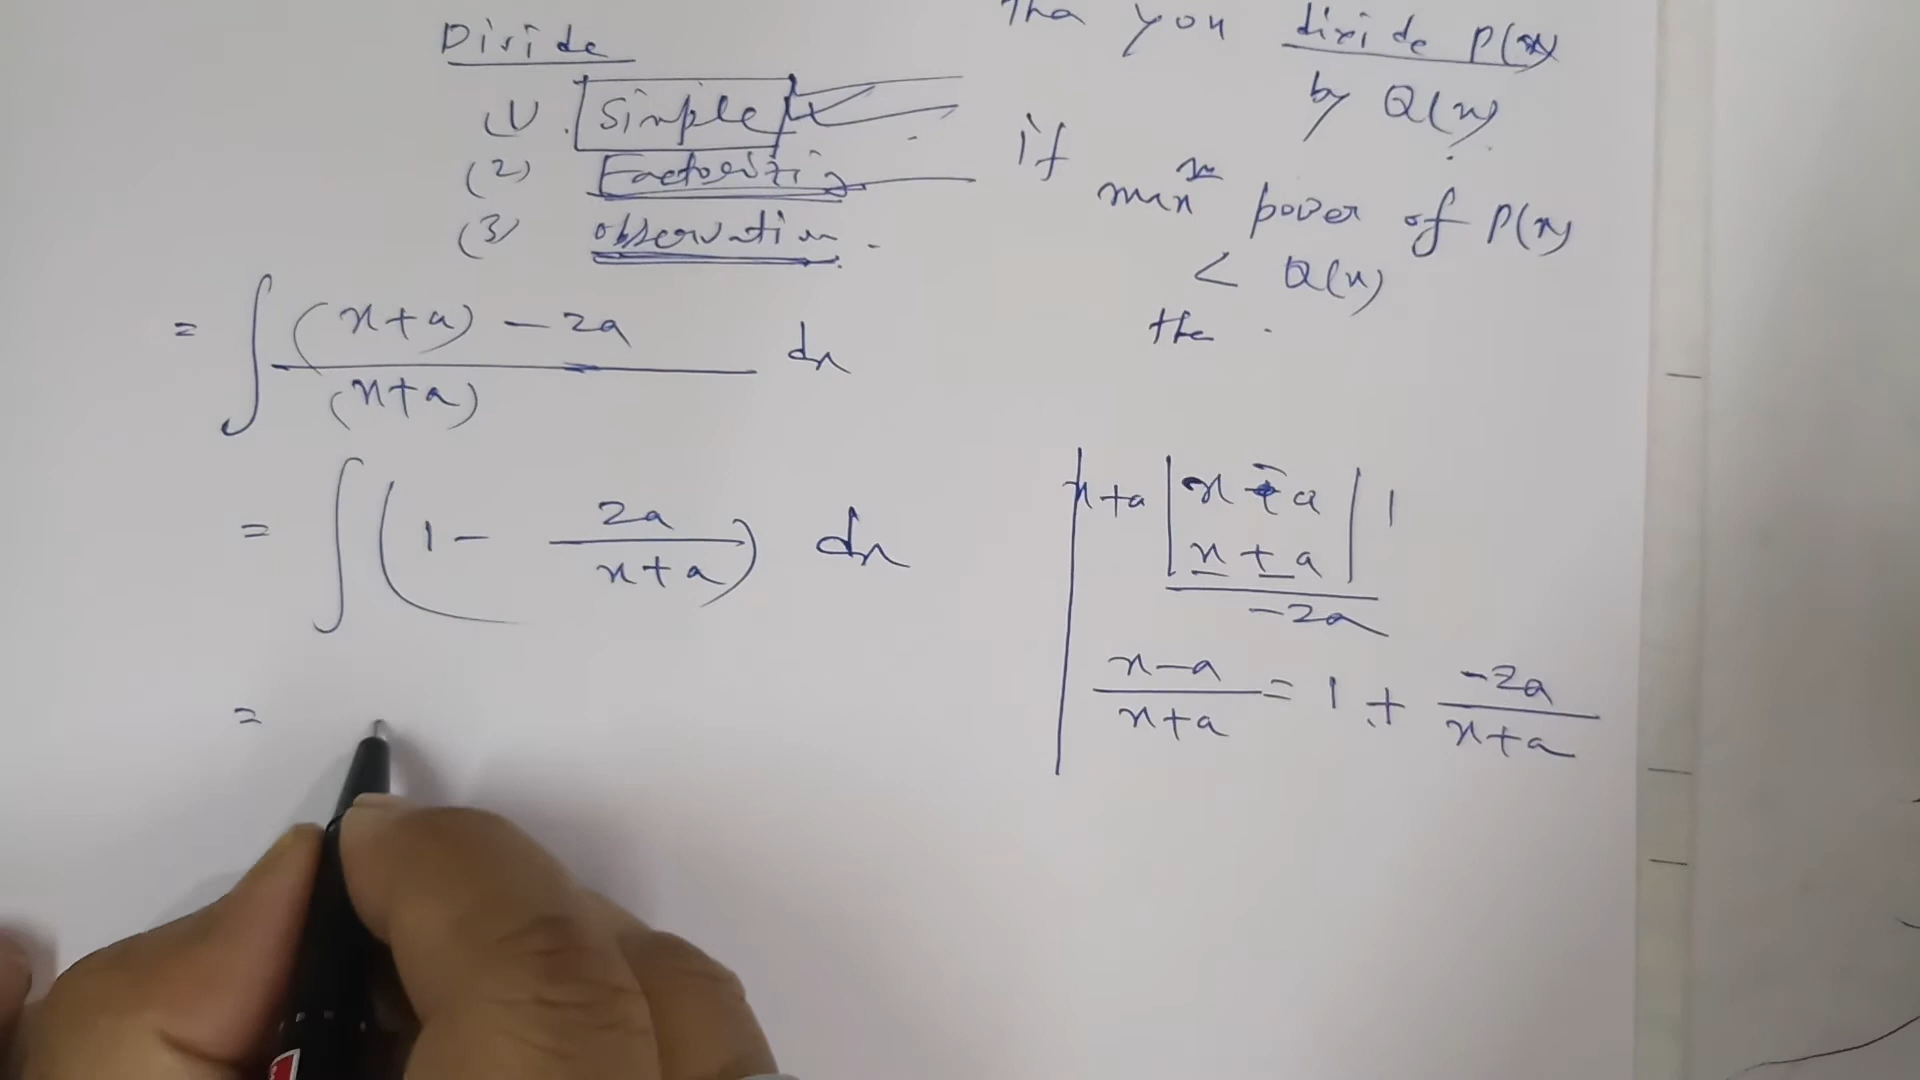 Divide
(1) Simple
(2) Factorizing
(3) observation.
= ∫ (x+a) - 2a / (x+a) dx
= ∫ (1 - 2a / x+a) dx
=
you divide P(x)
by Q(x)
if max^m power of P(x)
< Q(x)
the .
x+a | x - a | 1
x + a
-2a
x-a / x+a = 1 + -2a / x+a